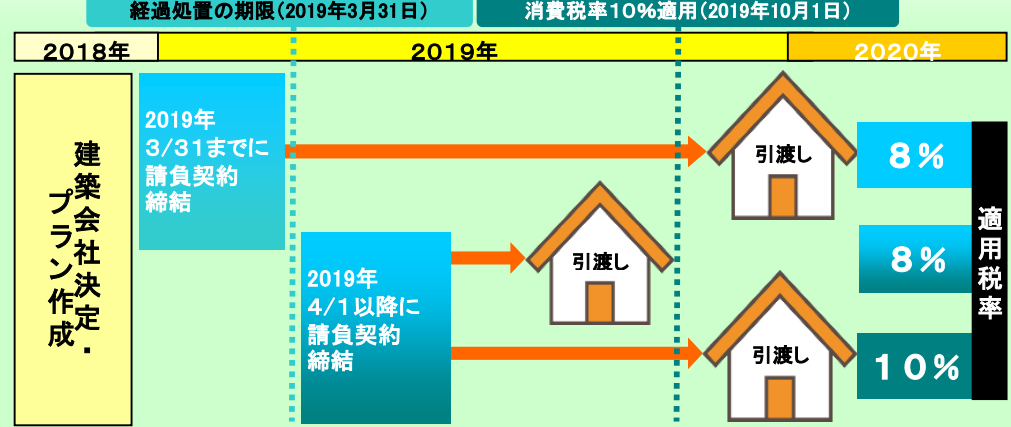 経過処置の期限（2019年3月31日）
消費税率１０％適用（2019年10月1日）
2018年
2019年
2020年
建築会社決定・
プラン作成
2019年
3/31までに
請負契約
締結
引渡し
8％
2019年
4/1以降に
請負契約
締結
引渡し
8％
引渡し
１０％
適用税率